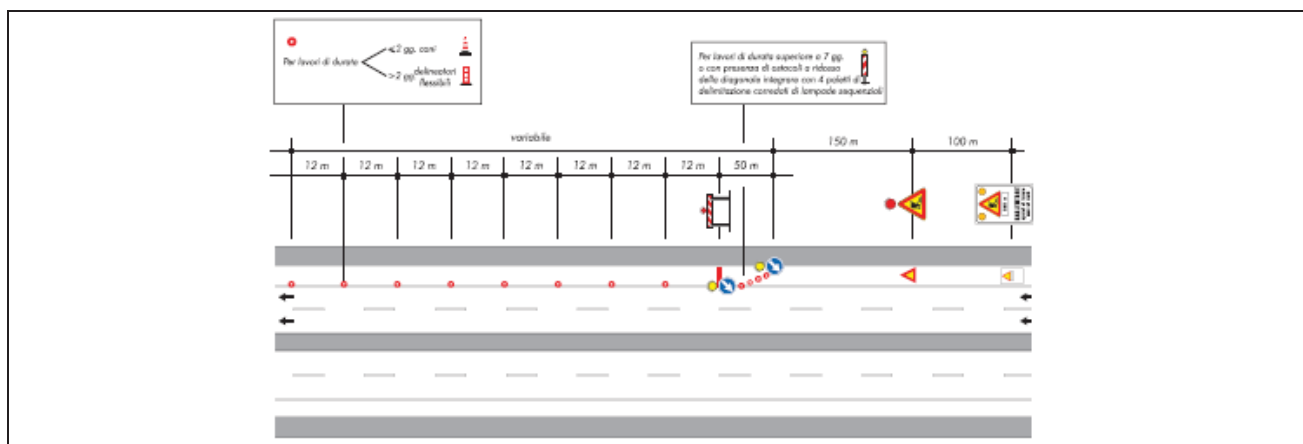 Per lavori di durata
⩽2 gg. coni
>2 gg. delineatori
flessibili
Per lavori di durata superiore a 7 gg.
o con presenza di ostacoli a ridosso
della diagonale integrare con 4 paletti di
delimitazione corredati di lampade sequenziali
variabile
150 m
100 m
12 m
12 m
12 m
12 m
12 m
12 m
12 m
12 m
50 m